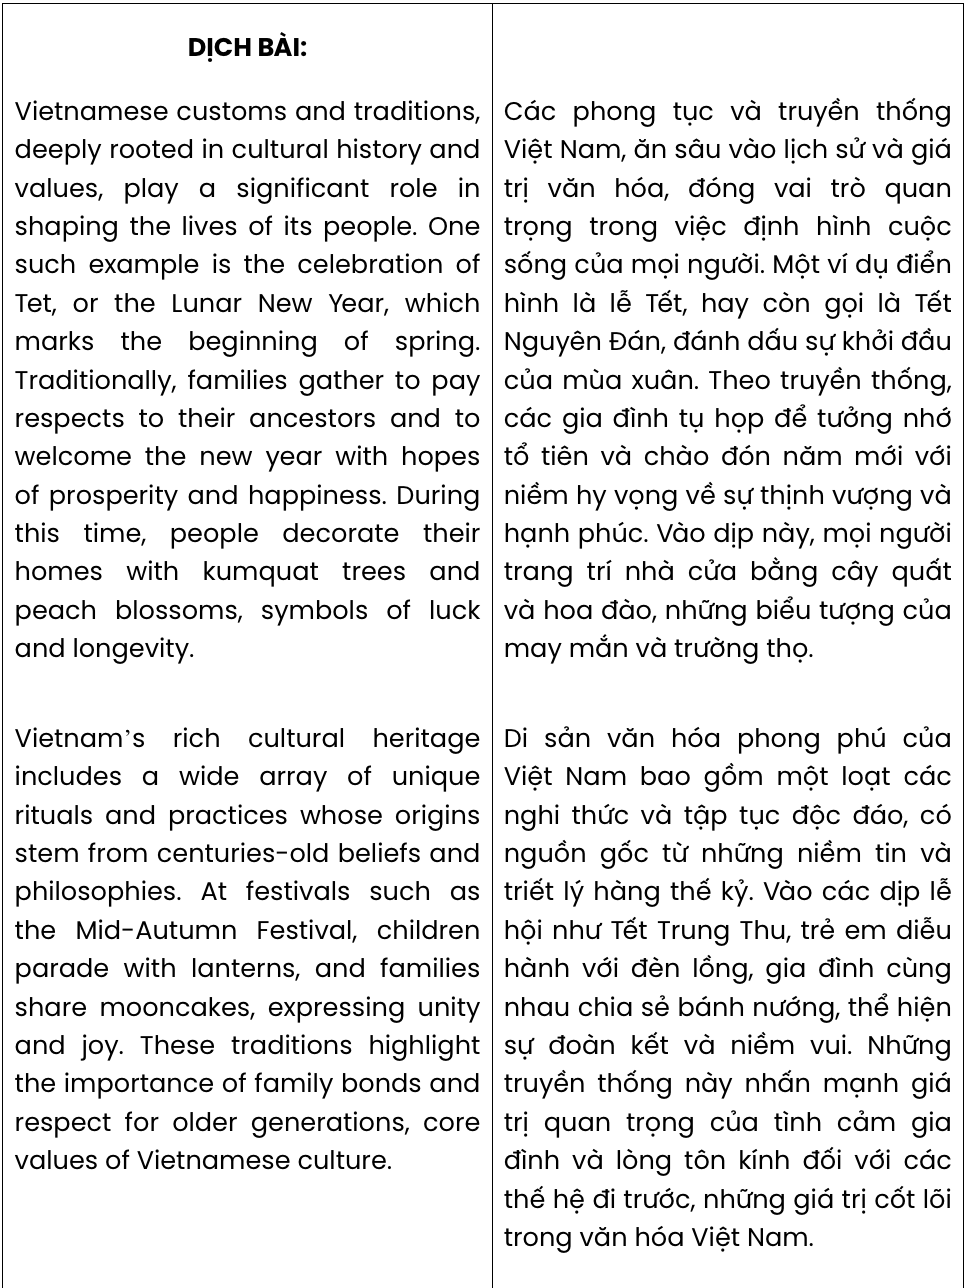 DỊCH BÀI:
Vietnamese customs and traditions,
deeply rooted in cultural history and
values, play a significant role in
shaping the lives of its people. One
such example is the celebration of
Tet, or the Lunar New Year, which
marks the beginning of spring.
Traditionally, families gather to pay
respects to their ancestors and to
welcome the new year with hopes
of prosperity and happiness. During
this time, people decorate their
homes with kumquat trees and
peach blossoms, symbols of luck
and longevity.
Vietnam’s rich cultural heritage
includes a wide array of unique
rituals and practices whose origins
stem from centuries-old beliefs and
philosophies. At festivals such as
the Mid-Autumn Festival, children
parade with lanterns, and families
share mooncakes, expressing unity
and joy. These traditions highlight
the importance of family bonds and
respect for older generations, core
values of Vietnamese culture.
Các phong tục và truyền thống
Việt Nam, ăn sâu vào lịch sử và giá
trị văn hóa, đóng vai trò quan
trọng trong việc định hình cuộc
sống của mọi người. Một ví dụ điển
hình là lễ Tết, hay còn gọi là Tết
Nguyên Đán, đánh dấu sự khởi đầu
của mùa xuân. Theo truyền thống,
các gia đình tụ họp để tưởng nhớ
tổ tiên và chào đón năm mới với
niềm hy vọng về sự thịnh vượng và
hạnh phúc. Vào dịp này, mọi người
trang trí nhà cửa bằng cây quất
và hoa đào, những biểu tượng của
may mắn và trường thọ.
Di sản văn hóa phong phú của
Việt Nam bao gồm một loạt các
nghi thức và tập tục độc đáo, có
nguồn gốc từ những niềm tin và
triết lý hàng thế kỷ. Vào các dịp lễ
hội như Tết Trung Thu, trẻ em diễu
hành với đèn lồng, gia đình cùng
nhau chia sẻ bánh nướng, thể hiện
sự đoàn kết và niềm vui. Những
truyền thống này nhấn mạnh giá
trị quan trọng của tình cảm gia
đình và lòng tôn kính đối với các
thế hệ đi trước, những giá trị cốt lõi
trong văn hóa Việt Nam.